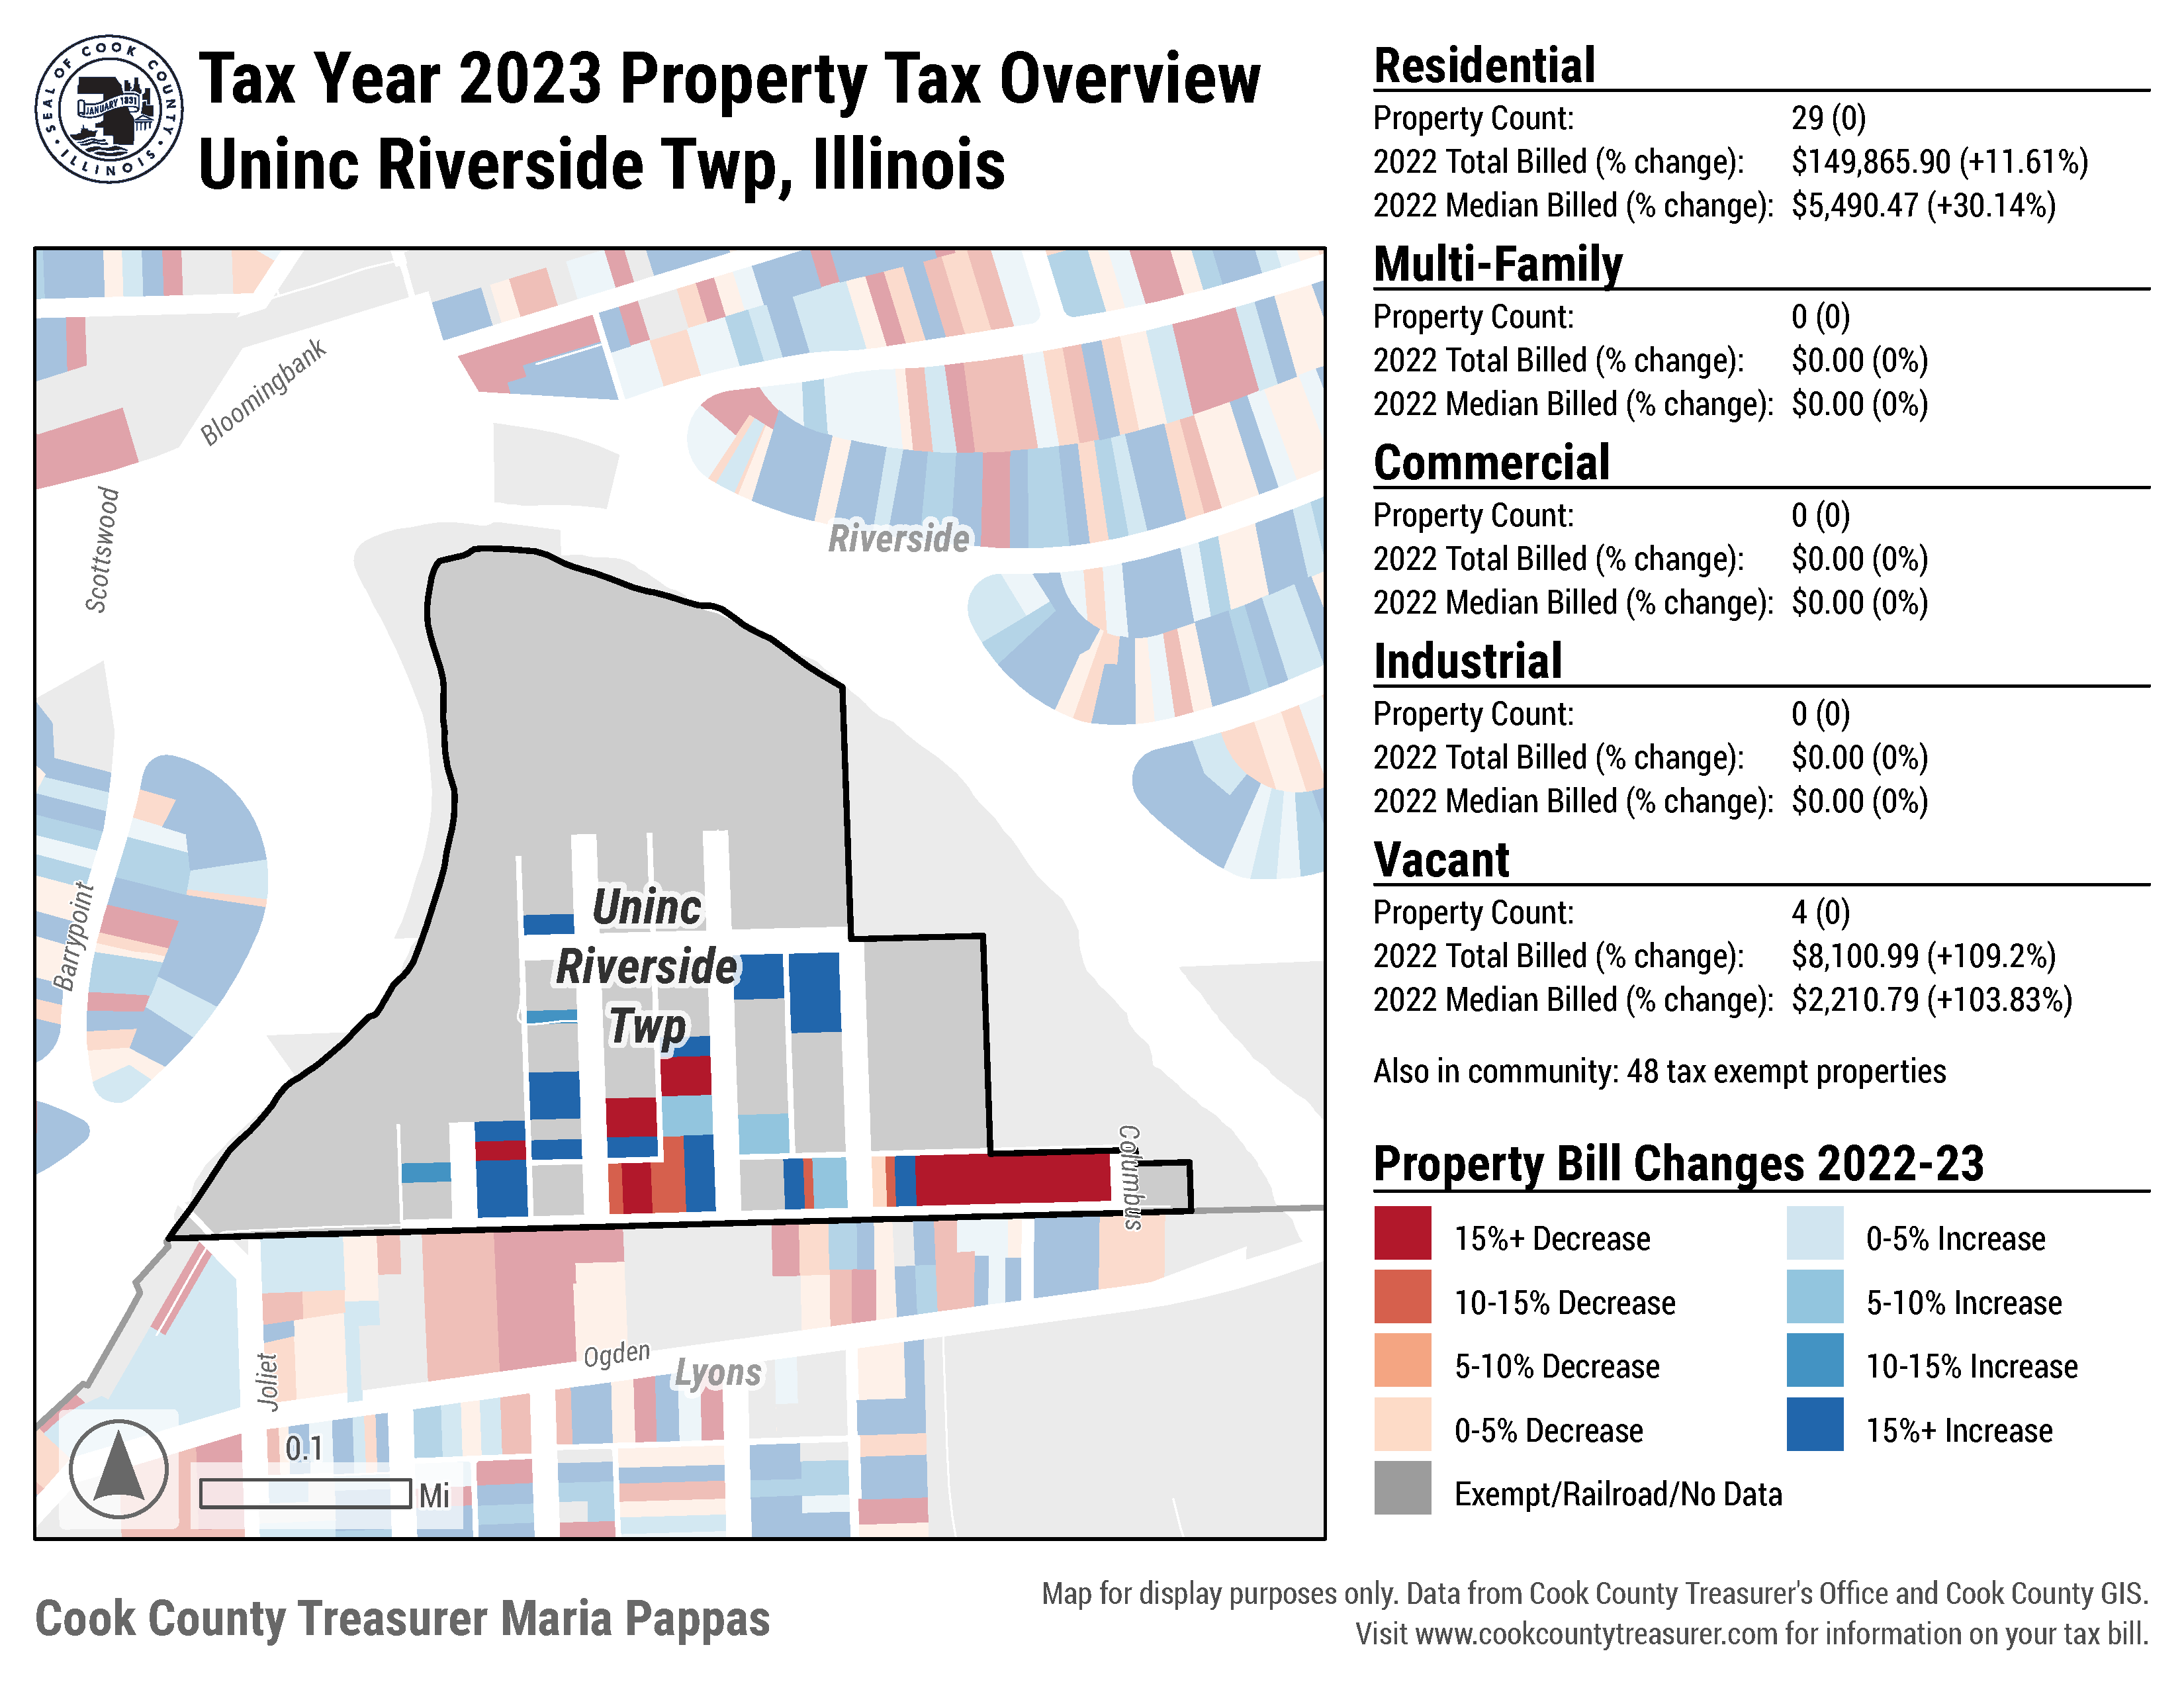 SEAL OF COOK COUNTY
• ILLINOIS •
JANUARY 1831
Tax Year 2023 Property Tax Overview
Uninc Riverside Twp, Illinois
Bloomingbank
Scottswood
Riverside
Barrypoint
Uninc
Riverside
Twp
Columbus
Joliet
Ogden
Lyons
0.1
Mi
Residential
Property Count: 29 (0)
2022 Total Billed (% change): $149,865.90 (+11.61%)
2022 Median Billed (% change): $5,490.47 (+30.14%)
Multi-Family
Property Count: 0 (0)
2022 Total Billed (% change): $0.00 (0%)
2022 Median Billed (% change): $0.00 (0%)
Commercial
Property Count: 0 (0)
2022 Total Billed (% change): $0.00 (0%)
2022 Median Billed (% change): $0.00 (0%)
Industrial
Property Count: 0 (0)
2022 Total Billed (% change): $0.00 (0%)
2022 Median Billed (% change): $0.00 (0%)
Vacant
Property Count: 4 (0)
2022 Total Billed (% change): $8,100.99 (+109.2%)
2022 Median Billed (% change): $2,210.79 (+103.83%)
Also in community: 48 tax exempt properties
Property Bill Changes 2022-23
15%+ Decrease
10-15% Decrease
5-10% Decrease
0-5% Decrease
Exempt/Railroad/No Data
0-5% Increase
5-10% Increase
10-15% Increase
15%+ Increase
Cook County Treasurer Maria Pappas
Map for display purposes only. Data from Cook County Treasurer's Office and Cook County GIS.
Visit www.cookcountytreasurer.com for information on your tax bill.